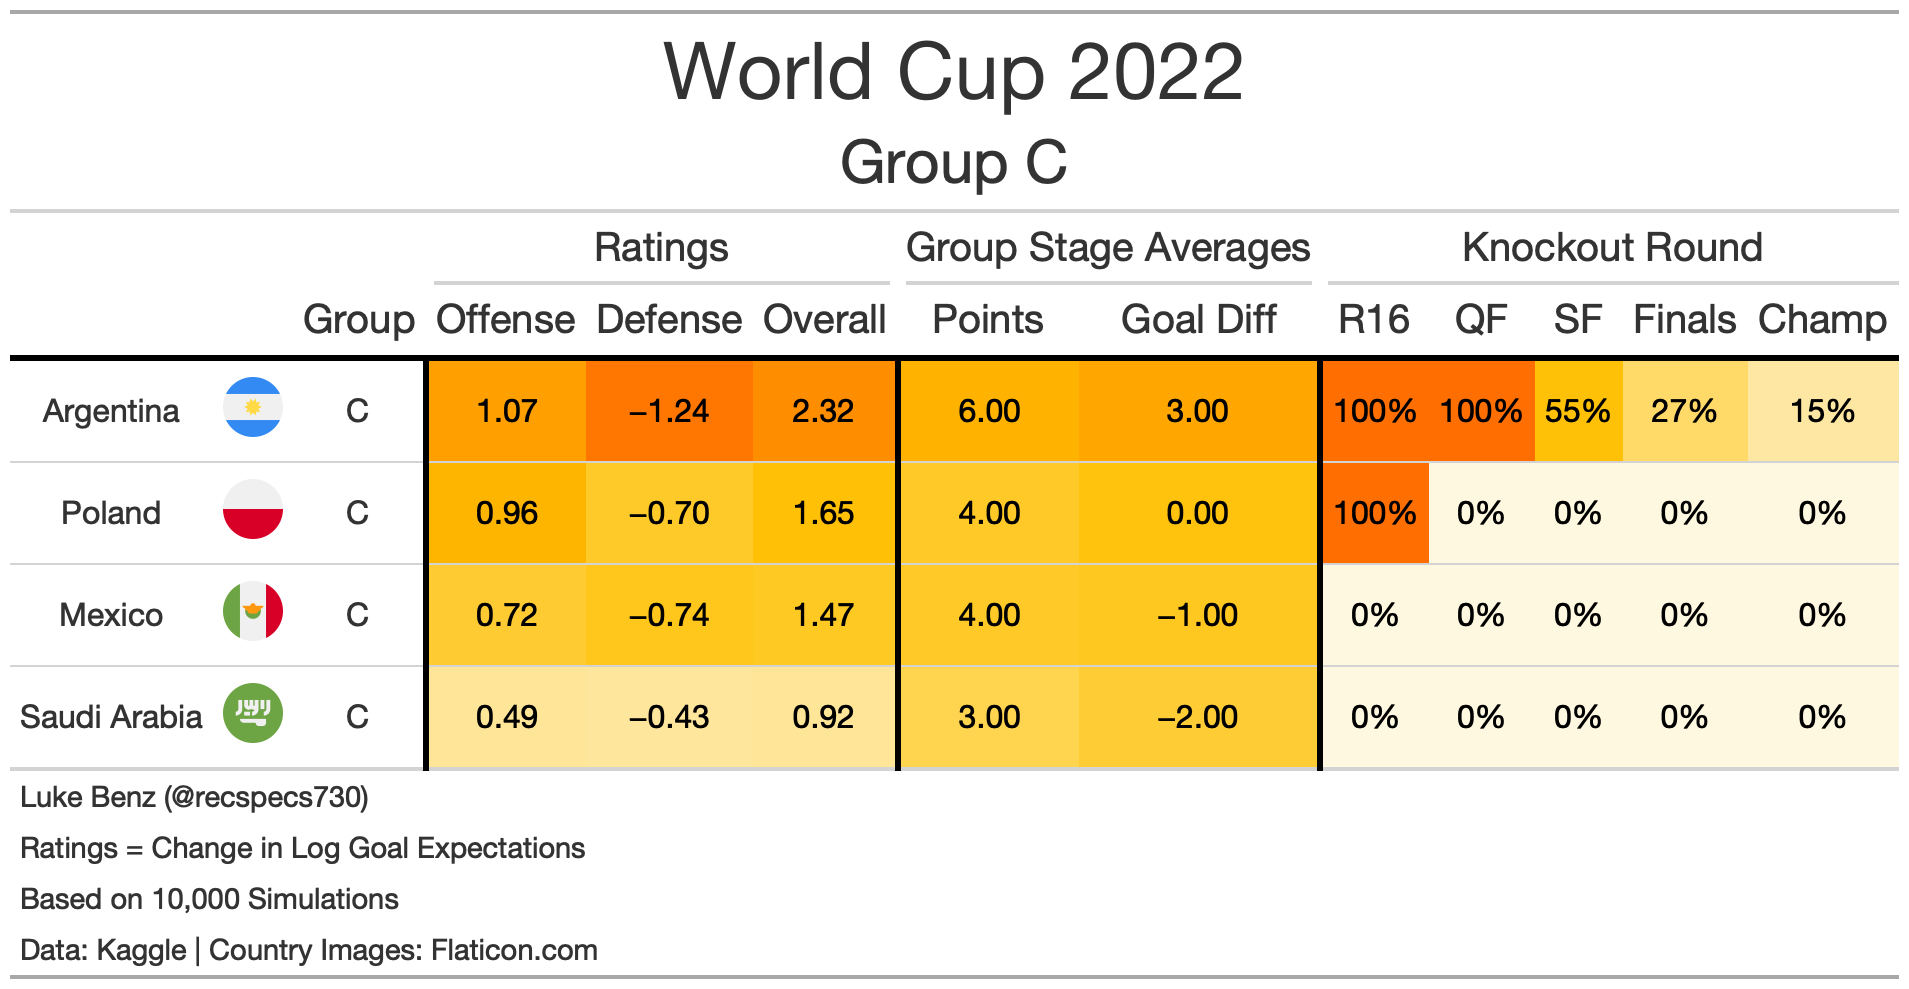 World Cup 2022
Group C
Ratings Group Stage Averages Knockout Round
Group Offense Defense Overall Points Goal Diff R16 QF SF Finals Champ
Argentina C 1.07 −1.24 2.32 6.00 3.00 100% 100% 55% 27% 15%
Poland C 0.96 −0.70 1.65 4.00 0.00 100% 0% 0% 0% 0%
Mexico C 0.72 −0.74 1.47 4.00 −1.00 0% 0% 0% 0% 0%
Saudi Arabia C 0.49 −0.43 0.92 3.00 −2.00 0% 0% 0% 0% 0%
Luke Benz (@recspecs730)
Ratings = Change in Log Goal Expectations
Based on 10,000 Simulations
Data: Kaggle | Country Images: Flaticon.com